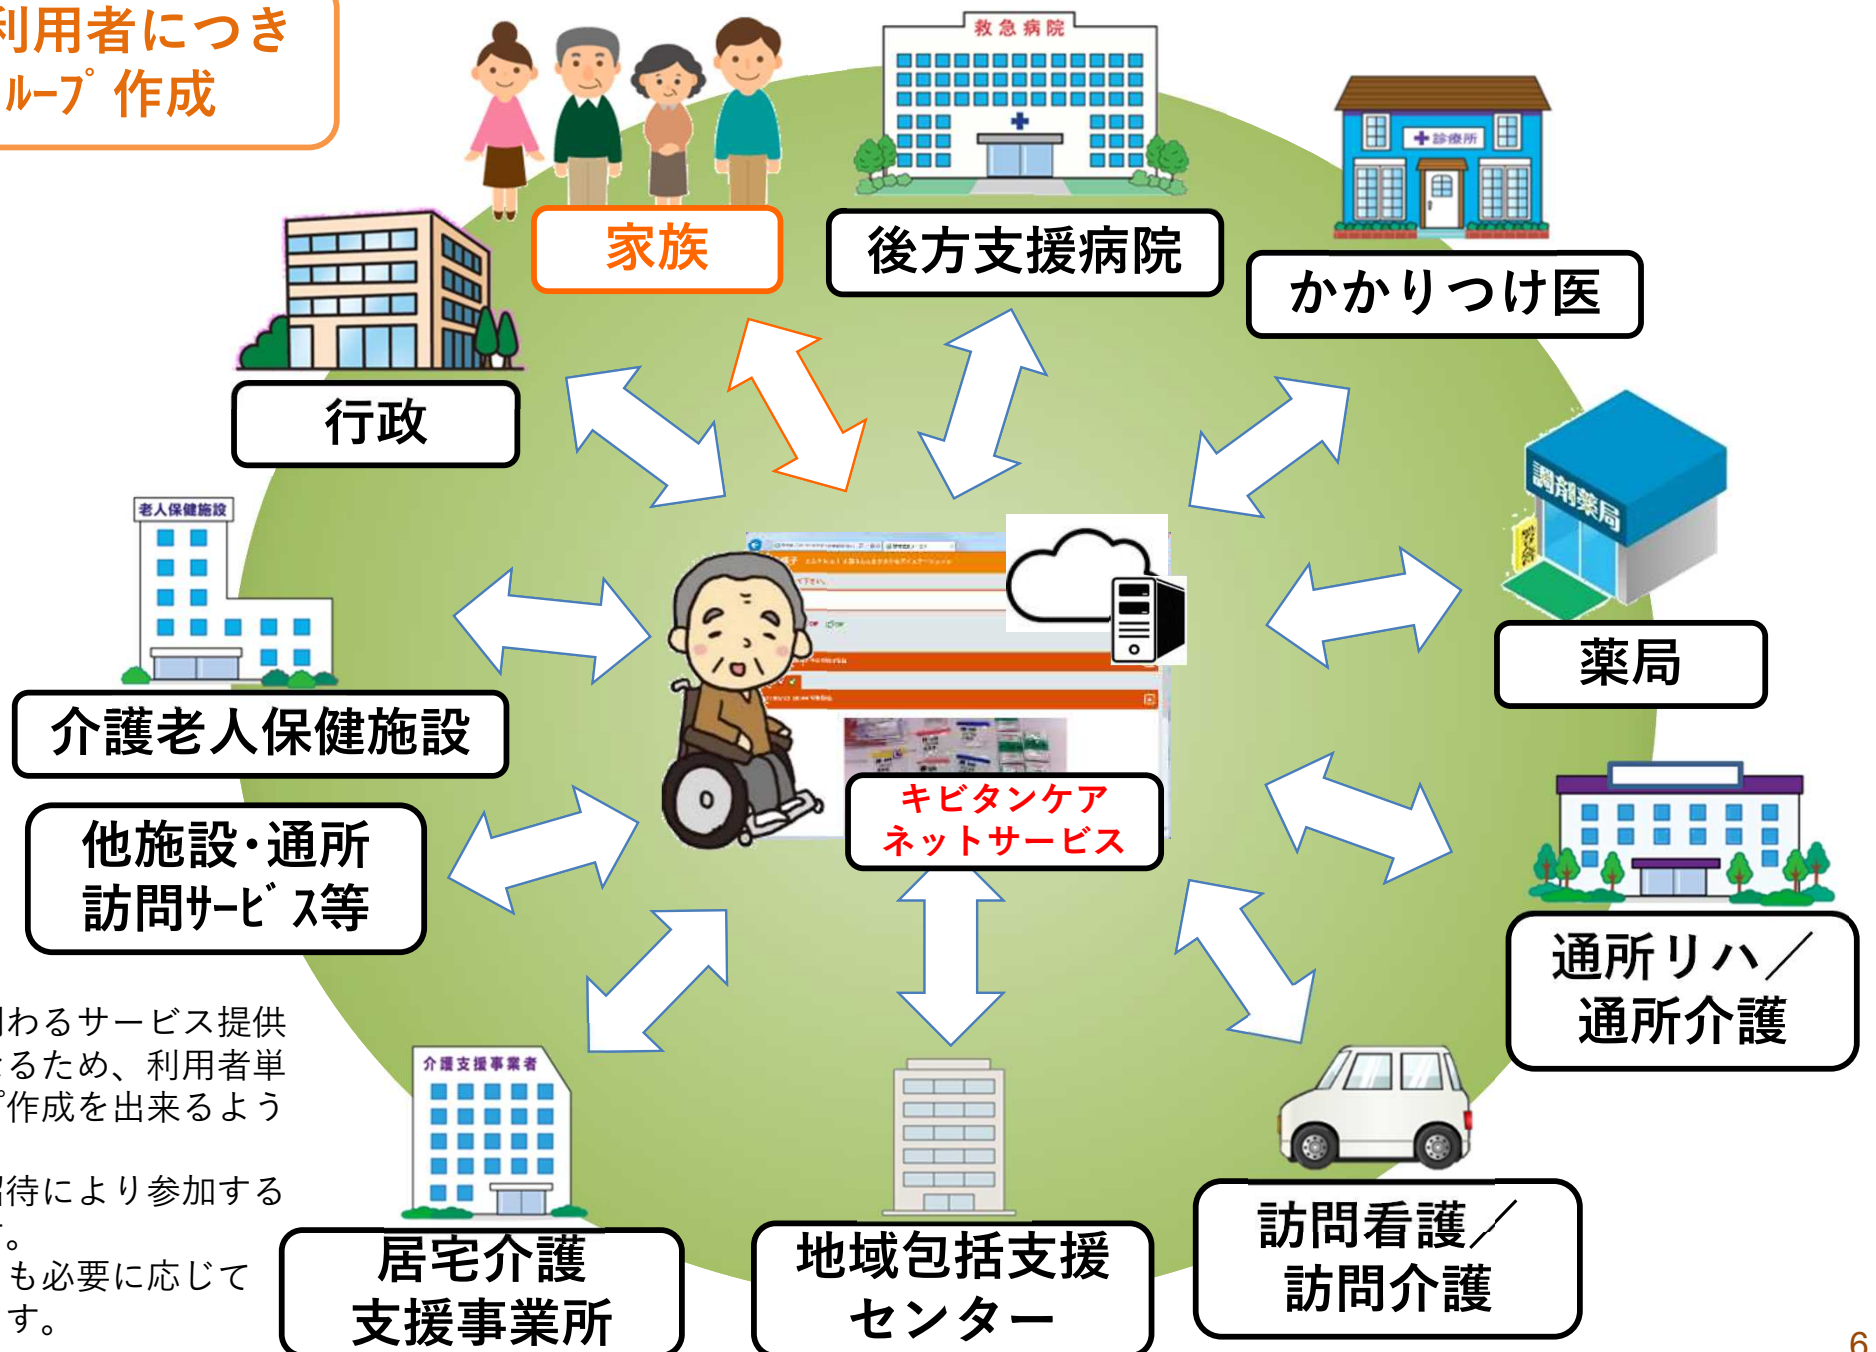 利用者につき
ループ作成
救急病院
診療所
家族
後方支援病院
かかりつけ医
行政
調剤薬局
老人保健施設
薬局
介護老人保健施設
キビタンケア
ネットサービス
他施設・通所
訪問ｻｰﾋﾞｽ等
通所リハ／
通所介護
わるサービス提供
るため、利用者単
作成を出来るよう
待により参加する
。
も必要に応じて
す。
介護支援事業者
居宅介護
支援事業所
地域包括支援
センター
訪問看護／
訪問介護
6